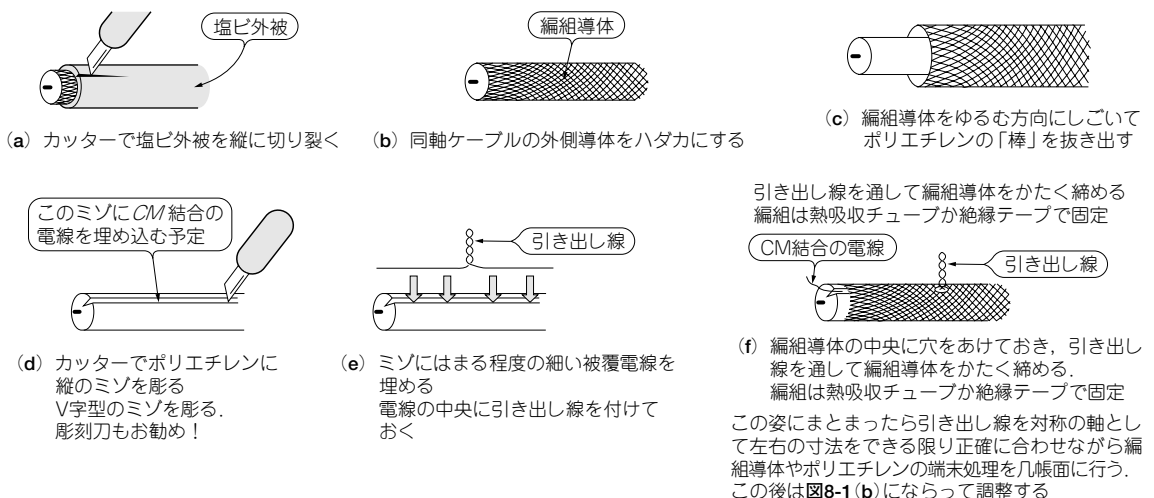 塩ビ外被
(a) カッターで塩ビ外被を縦に切り裂く
編組導体
(b) 同軸ケーブルの外側導体をハダカにする
(c) 編組導体をゆるむ方向にしごいて
ポリエチレンの「棒」を抜き出す
このミゾにCM結合の
電線を埋め込む予定
(d) カッターでポリエチレンに
縦のミゾを彫る
V字型のミゾを彫る.
彫刻刀もお勧め！
引き出し線
(e) ミゾにはまる程度の細い被覆電線を
埋める
電線の中央に引き出し線を付けて
おく
引き出し線を通して編組導体をかたく締める
編組は熱吸収チューブか絶縁テープで固定
CM結合の電線
引き出し線
(f) 編組導体の中央に穴をあけておき，引き出し
線を通して編組導体をかたく締める.
編組は熱吸収チューブか絶縁テープで固定
この姿にまとまったら引き出し線を対称の軸とし
て左右の寸法をできる限り正確に合わせながら編
組導体やポリエチレンの端末処理を几帳面に行う.
この後は図8-1(b)にならって調整する